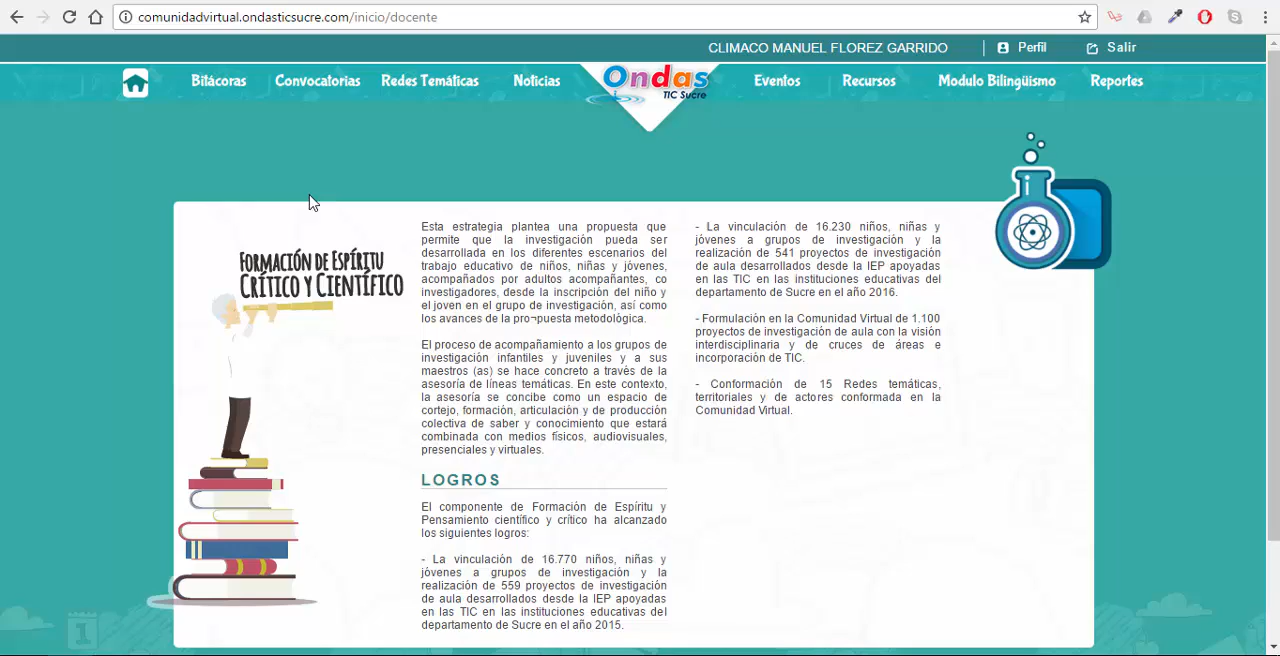 comunidadvirtual.ondasticsucre.com/inicio/docente
CLIMACO MANUEL FLOREZ GARRIDO
Perfil
Salir
Bitácoras
Convocatorias
Redes Temáticas
Noticias
Ondas
TIC Sucre
Eventos
Recursos
Modulo Bilingüismo
Reportes
FORMACIÓN DE ESPÍRITU
CRÍTICO Y CIENTÍFICO
Esta estrategia plantea una propuesta que
permite que la investigación pueda ser
desarrollada en los diferentes escenarios del
trabajo educativo de niños, niñas y jóvenes,
acompañados por adultos acompañantes, co
investigadores, desde la inscripción del niño y
el joven en el grupo de investigación, así como
los avances de la pro¬puesta metodológica.
El proceso de acompañamiento a los grupos de
investigación infantiles y juveniles y a sus
maestros (as) se hace concreto a través de la
asesoría de líneas temáticas. En este contexto,
la asesoría se concibe como un espacio de
cortejo, formación, articulación y de producción
colectiva de saber y conocimiento que estará
combinada con medios físicos, audiovisuales,
presenciales y virtuales.
LOGROS
El componente de Formación de Espíritu y
Pensamiento científico y crítico ha alcanzado
los siguientes logros:
- La vinculación de 16.770 niños, niñas y
jóvenes a grupos de investigación y la
realización de 559 proyectos de investigación
de aula desarrollados desde la IEP apoyadas
en las TIC en las instituciones educativas del
departamento de Sucre en el año 2015.
- La vinculación de 16.230 niños, niñas y
jóvenes a grupos de investigación y la
realización de 541 proyectos de investigación
de aula desarrollados desde la IEP apoyadas
en las TIC en las instituciones educativas del
departamento de Sucre en el año 2016.
- Formulación en la Comunidad Virtual de 1.100
proyectos de investigación de aula con la visión
interdisciplinaria y de cruces de áreas e
incorporación de TIC.
- Conformación de 15 Redes temáticas,
territoriales y de actores conformada en la
Comunidad Virtual.
1